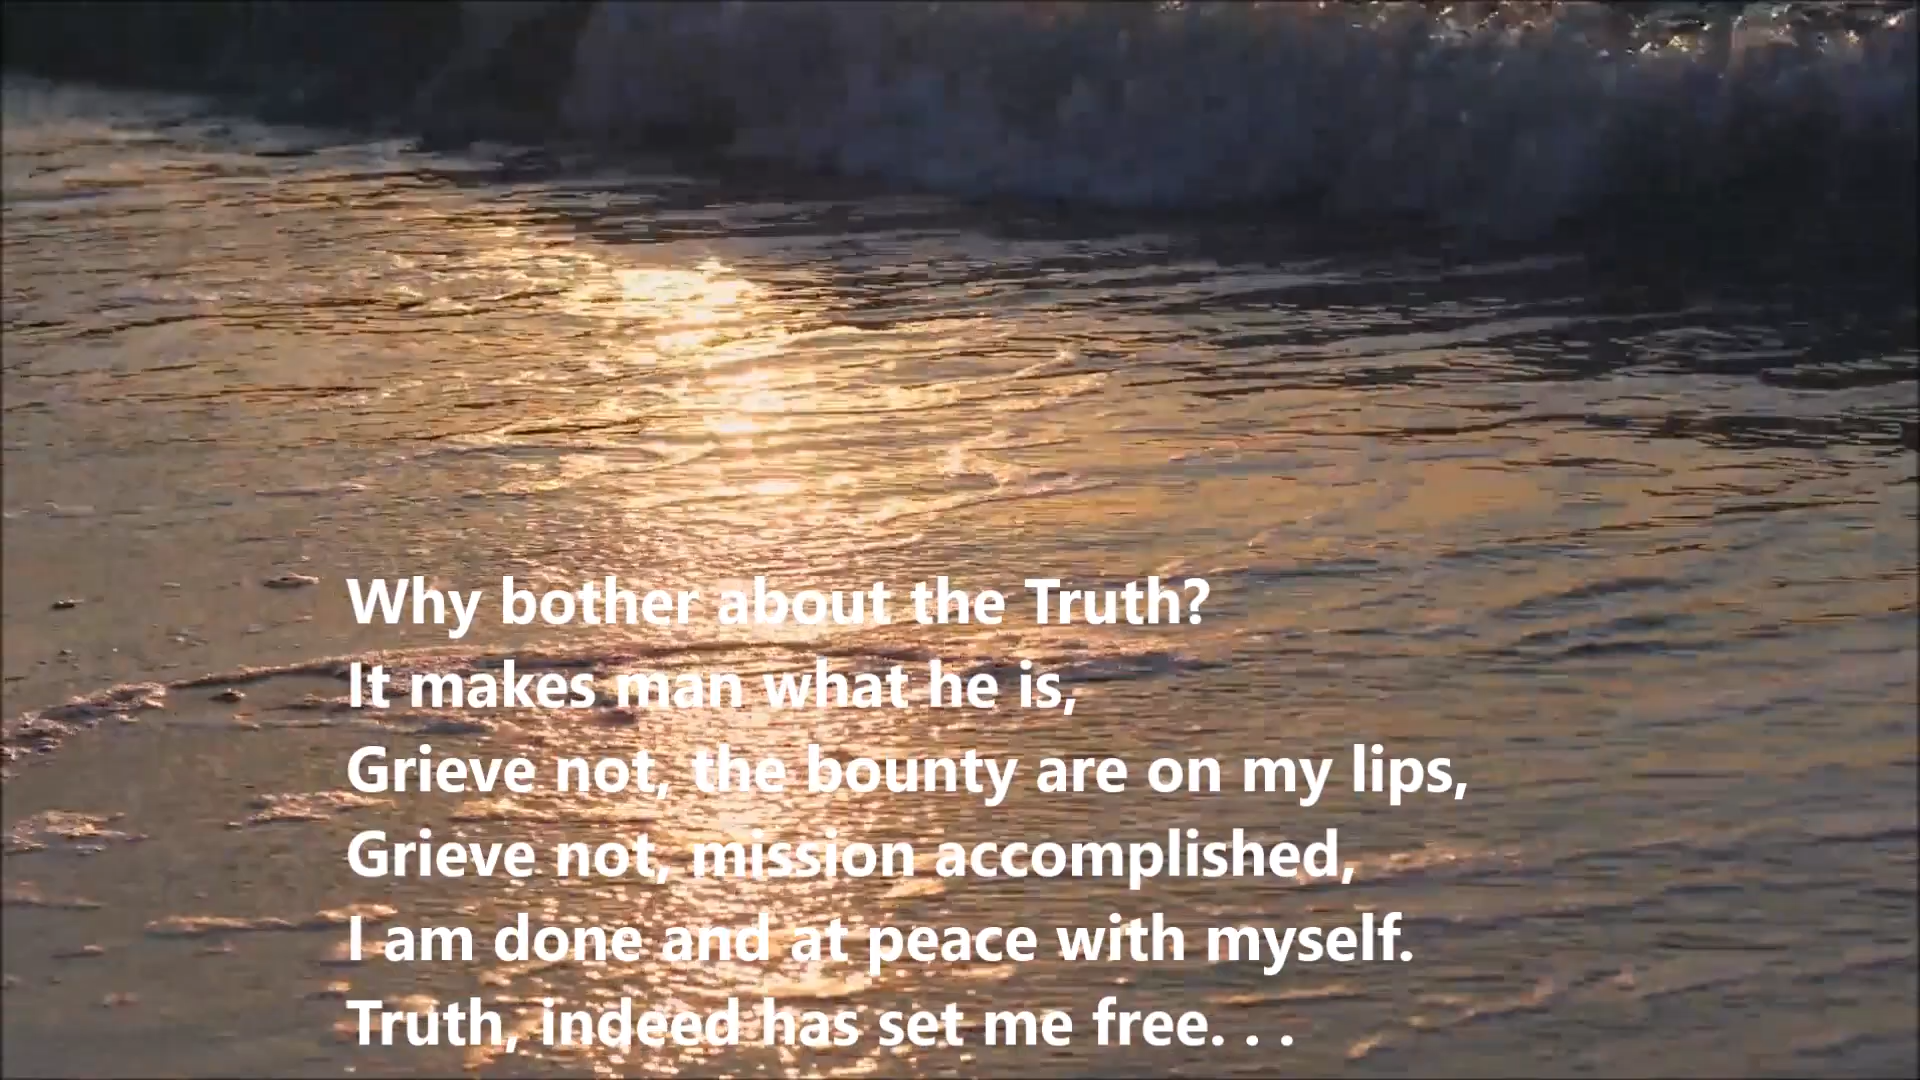 Why bother about the Truth?
It makes man what he is,
Grieve not, the bounty are on my lips,
Grieve not, mission accomplished,
I am done and at peace with myself.
Truth, indeed has set me free. . .